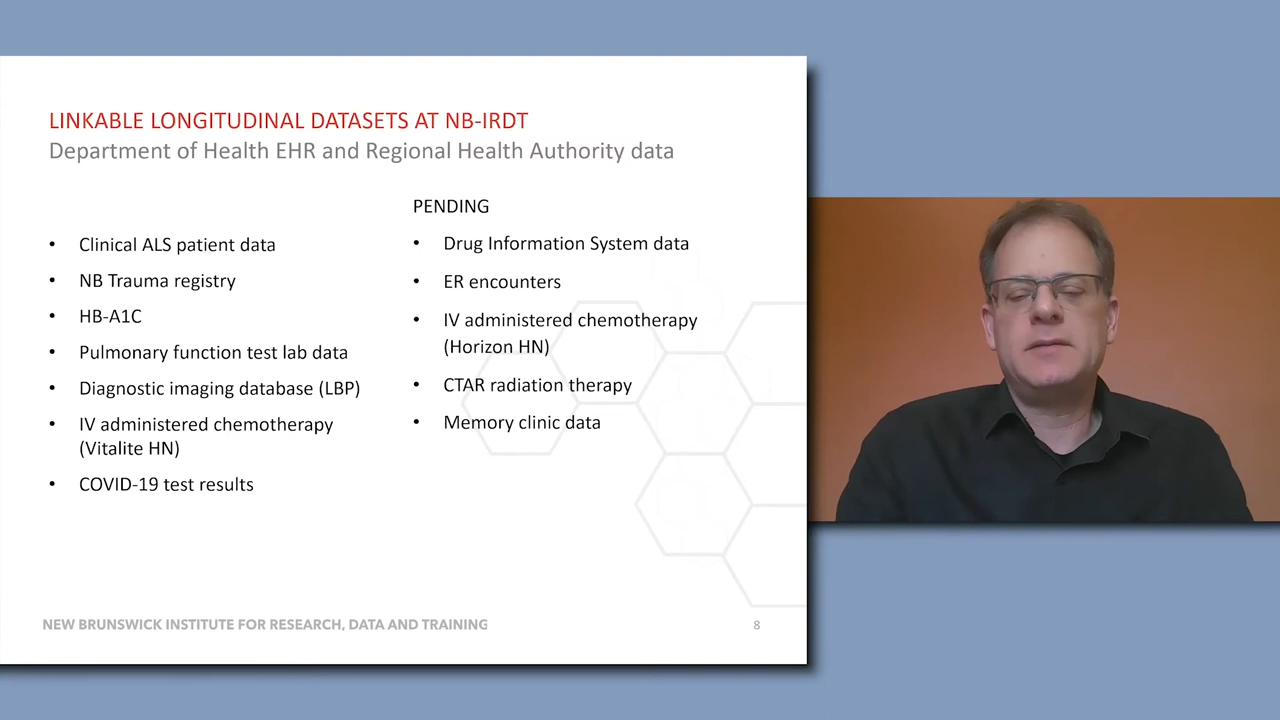 LINKABLE LONGITUDINAL DATASETS AT NB-IRDT
Department of Health EHR and Regional Health Authority data
• Clinical ALS patient data
• NB Trauma registry
• HB-A1C
• Pulmonary function test lab data
• Diagnostic imaging database (LBP)
• IV administered chemotherapy
(Vitalite HN)
• COVID-19 test results
PENDING
• Drug Information System data
• ER encounters
• IV administered chemotherapy
(Horizon HN)
• CTAR radiation therapy
• Memory clinic data
NEW BRUNSWICK INSTITUTE FOR RESEARCH, DATA AND TRAINING
8